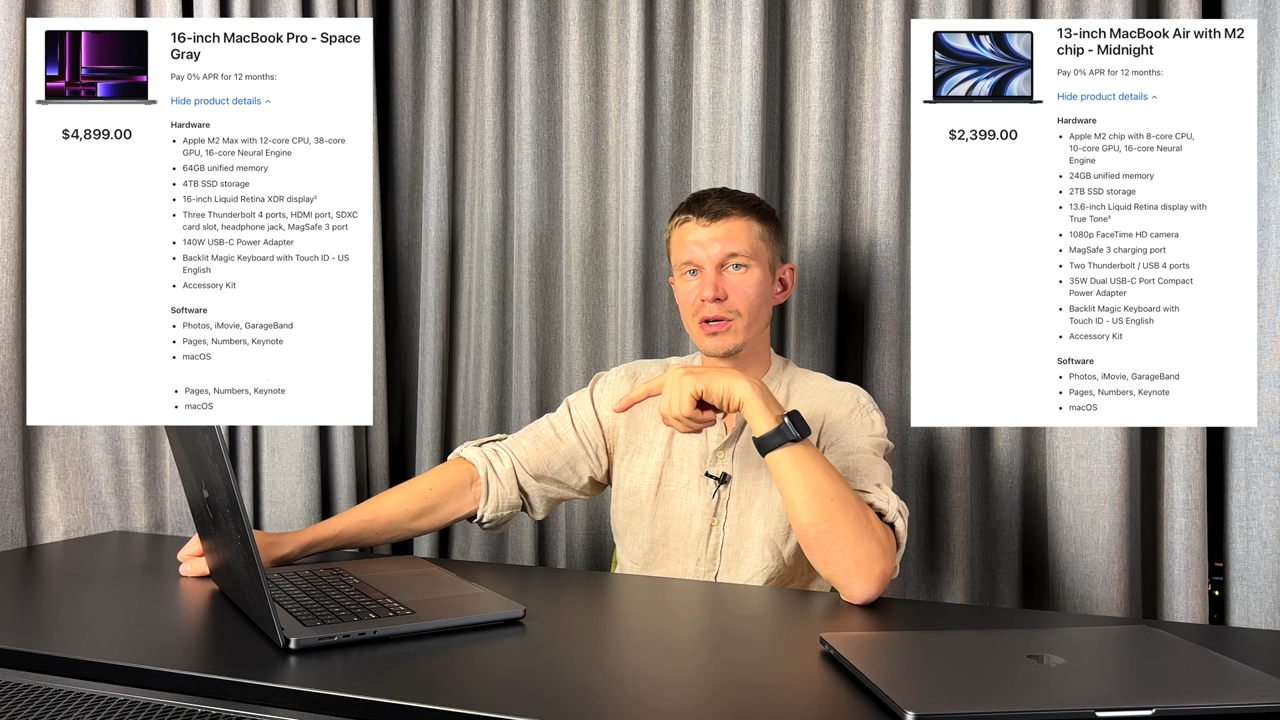 16-inch MacBook Pro - Space
Gray
Pay 0% APR for 12 months:
Hide product details
$4,899.00
Hardware
• Apple M2 Max with 12-core CPU, 38-core
GPU, 16-core Neural Engine
• 64GB unified memory
• 4TB SSD storage
• 16-inch Liquid Retina XDR display²
• Three Thunderbolt 4 ports, HDMI port, SDXC
card slot, headphone jack, MagSafe 3 port
• 140W USB-C Power Adapter
• Backlit Magic Keyboard with Touch ID - US
English
• Accessory Kit
Software
• Photos, iMovie, GarageBand
• Pages, Numbers, Keynote
• macOS
• Pages, Numbers, Keynote
• macOS
13-inch MacBook Air with M2
chip - Midnight
Pay 0% APR for 12 months:
Hide product details
$2,399.00
Hardware
• Apple M2 chip with 8-core CPU,
10-core GPU, 16-core Neural
Engine
• 24GB unified memory
• 2TB SSD storage
• 13.6-inch Liquid Retina display with
True Tone³
• 1080p FaceTime HD camera
• MagSafe 3 charging port
• Two Thunderbolt / USB 4 ports
• 35W Dual USB-C Port Compact
Power Adapter
• Backlit Magic Keyboard with
Touch ID - US English
• Accessory Kit
Software
• Photos, iMovie, GarageBand
• Pages, Numbers, Keynote
• macOS